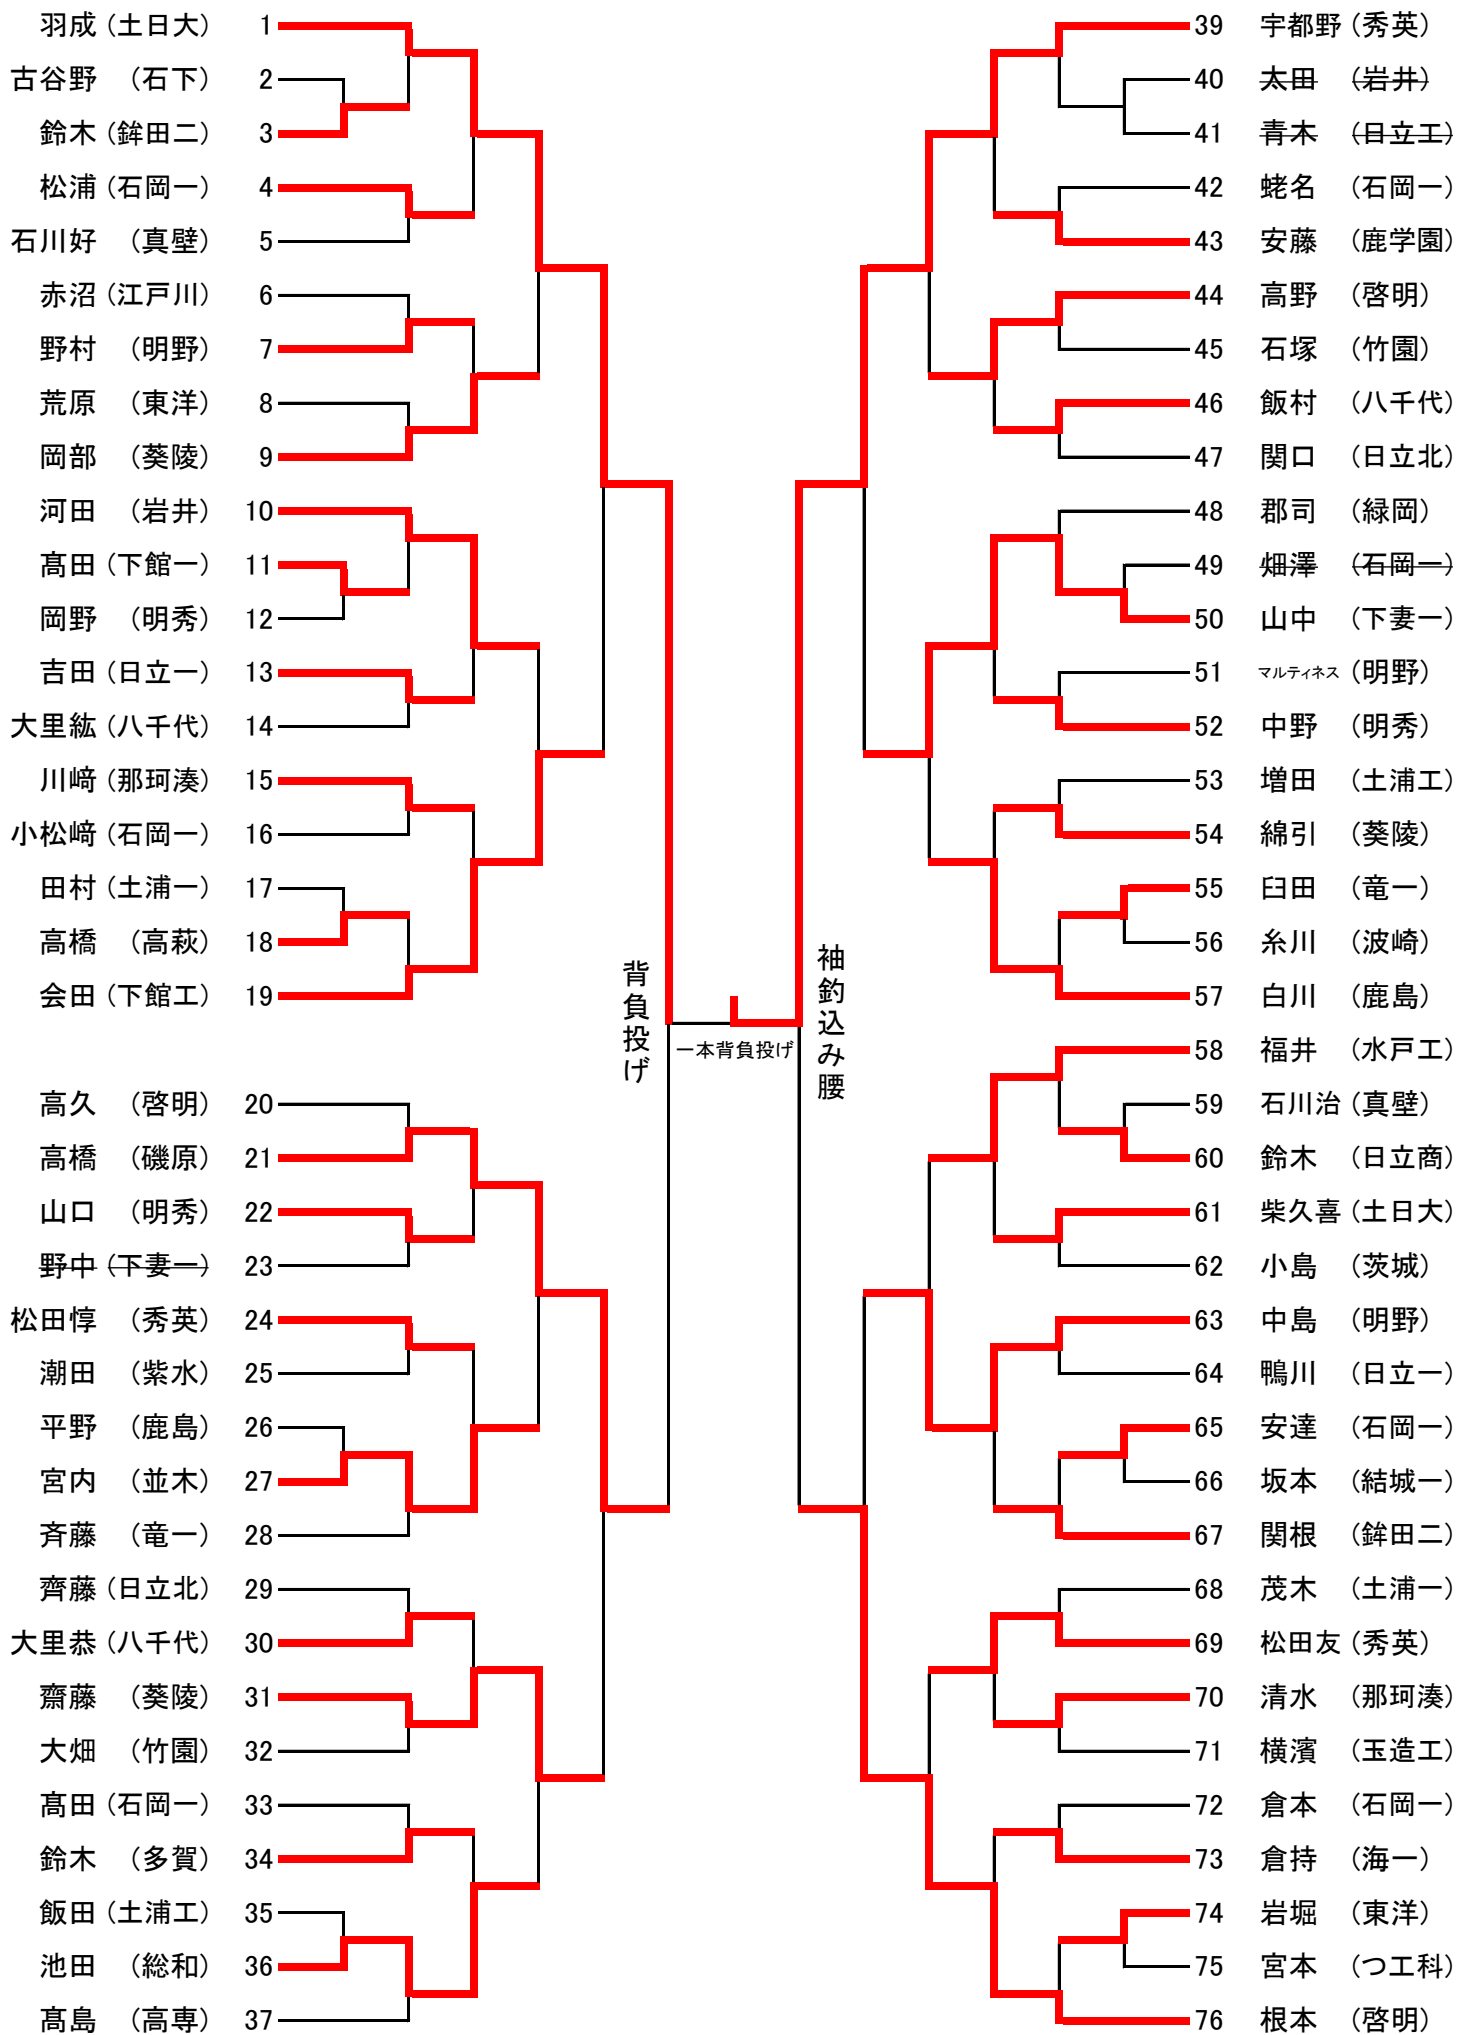 羽成 (土日大) 1
古谷野 (石下) 2
鈴木 (鉾田二) 3
松浦 (石岡一) 4
石川好 (真壁) 5
赤沼 (江戸川) 6
野村 (明野) 7
荒原 (東洋) 8
岡部 (葵陵) 9
河田 (岩井) 10
髙田 (下館一) 11
岡野 (明秀) 12
吉田 (日立一) 13
大里紘 (八千代) 14
川﨑 (那珂湊) 15
小松﨑 (石岡一) 16
田村 (土浦一) 17
高橋 (高萩) 18
会田 (下館工) 19
高久 (啓明) 20
高橋 (磯原) 21
山口 (明秀) 22
野中 (下妻一) 23
松田惇 (秀英) 24
潮田 (紫水) 25
平野 (鹿島) 26
宮内 (並木) 27
斉藤 (竜一) 28
齊藤 (日立北) 29
大里恭 (八千代) 30
齋藤 (葵陵) 31
大畑 (竹園) 32
髙田 (石岡一) 33
鈴木 (多賀) 34
飯田 (土浦工) 35
池田 (総和) 36
髙島 (高専) 37
背負投げ
一本背負投げ
袖釣込み腰
39 宇都野 (秀英)
40 太田 (岩井)
41 青木 (日立工)
42 蛯名 (石岡一)
43 安藤 (鹿学園)
44 高野 (啓明)
45 石塚 (竹園)
46 飯村 (八千代)
47 関口 (日立北)
48 郡司 (緑岡)
49 畑澤 (石岡一)
50 山中 (下妻一)
51 マルティネス (明野)
52 中野 (明秀)
53 増田 (土浦工)
54 綿引 (葵陵)
55 臼田 (竜一)
56 糸川 (波崎)
57 白川 (鹿島)
58 福井 (水戸工)
59 石川治 (真壁)
60 鈴木 (日立商)
61 柴久喜 (土日大)
62 小島 (茨城)
63 中島 (明野)
64 鴨川 (日立一)
65 安達 (石岡一)
66 坂本 (結城一)
67 関根 (鉾田二)
68 茂木 (土浦一)
69 松田友 (秀英)
70 清水 (那珂湊)
71 横濱 (玉造工)
72 倉本 (石岡一)
73 倉持 (海一)
74 岩堀 (東洋)
75 宮本 (つ工科)
76 根本 (啓明)